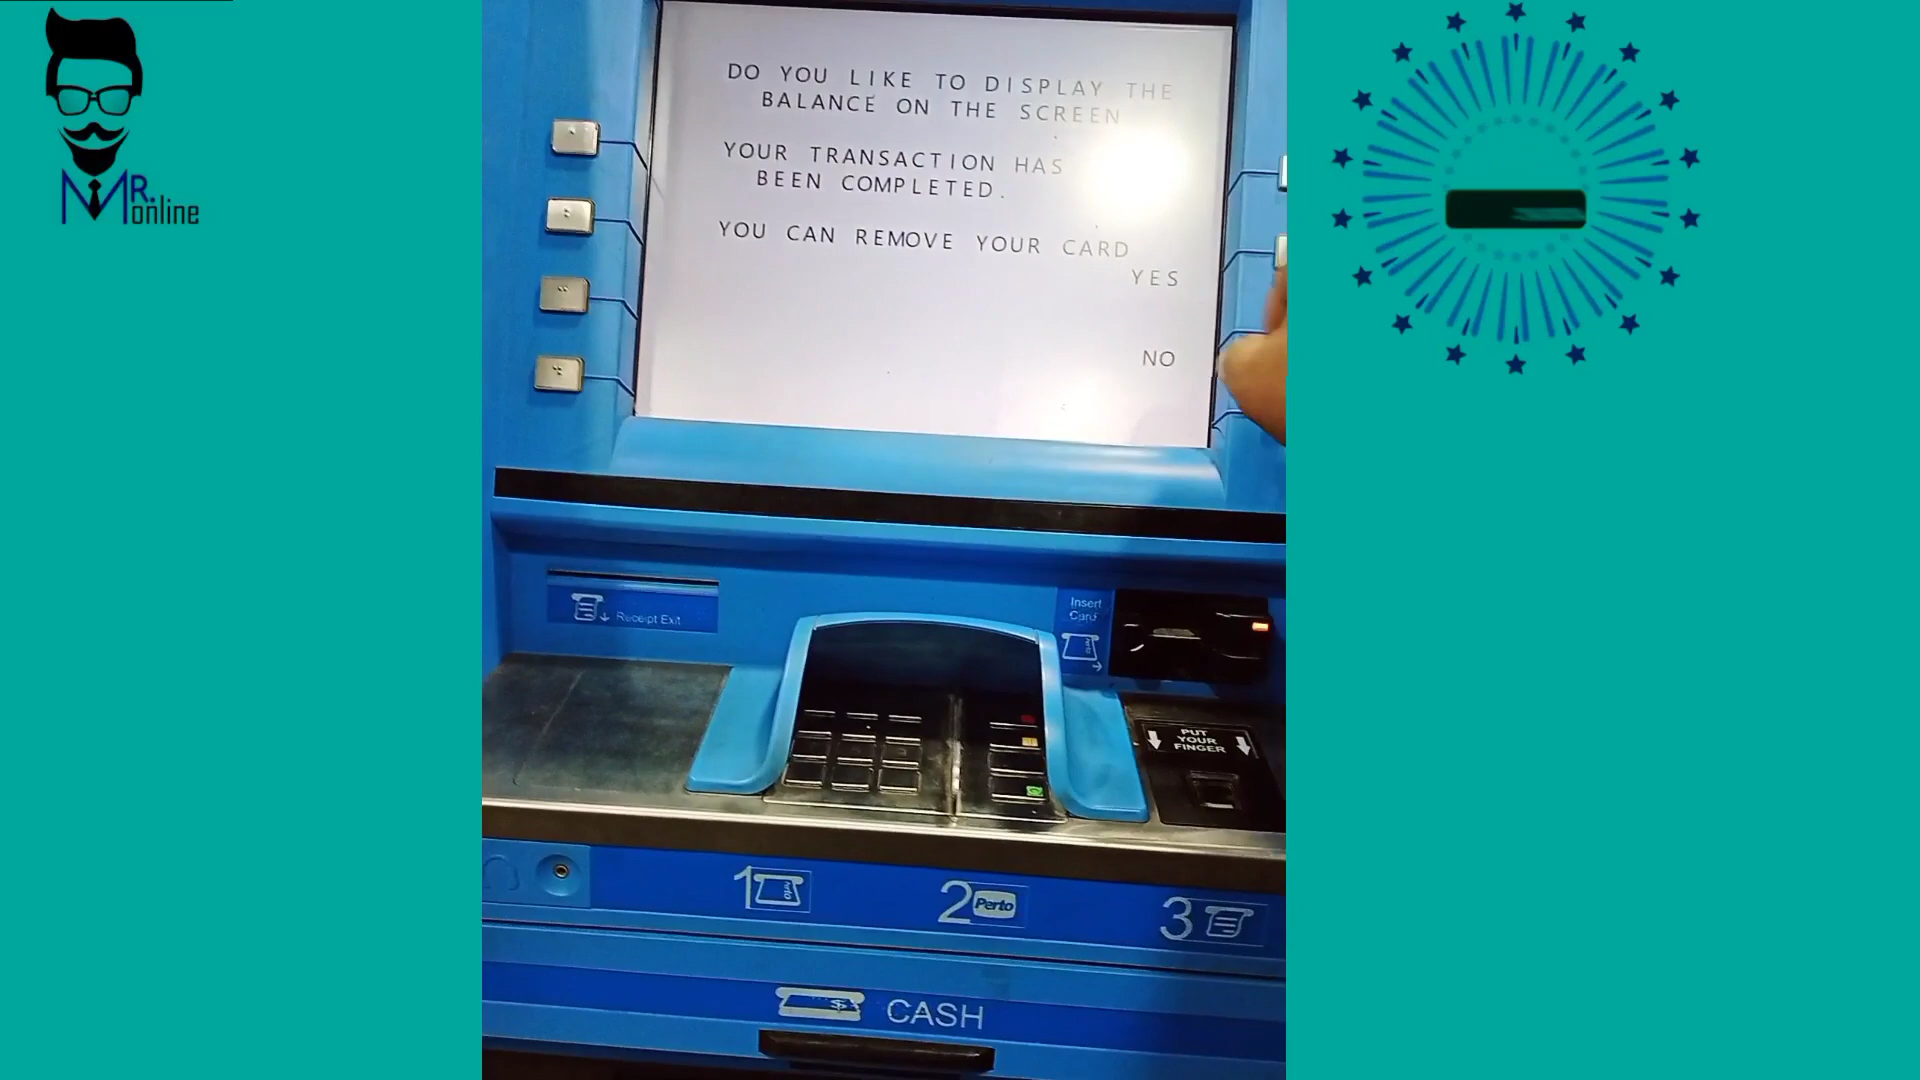 MR.
online
DO YOU LIKE TO DISPLAY THE
BALANCE ON THE SCREEN
YOUR TRANSACTION HAS
BEEN COMPLETED.
YOU CAN REMOVE YOUR CARD
YES
NO
Receipt Exit
Insert
Card
PUT
YOUR
FINGER
1
2 Perto
3
$ CASH